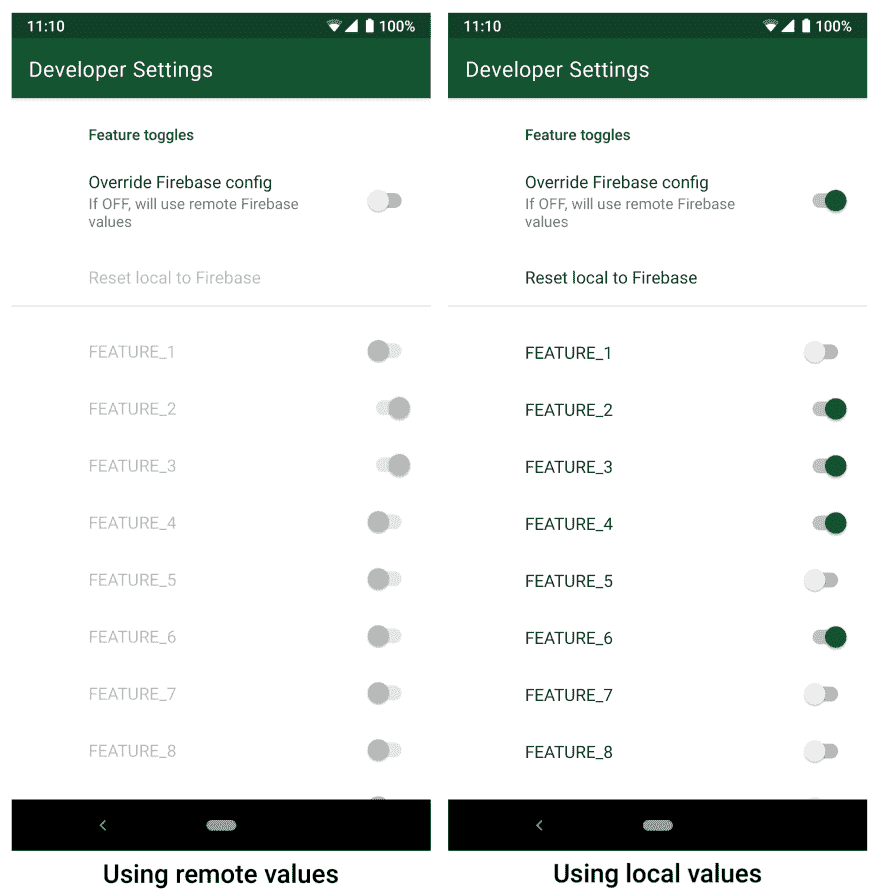 11:10 100%
Developer Settings
Feature toggles
Override Firebase config
If OFF, will use remote Firebase
values
Reset local to Firebase
FEATURE_1
FEATURE_2
FEATURE_3
FEATURE_4
FEATURE_5
FEATURE_6
FEATURE_7
FEATURE_8
Using remote values
11:10 100%
Developer Settings
Feature toggles
Override Firebase config
If OFF, will use remote Firebase
values
Reset local to Firebase
FEATURE_1
FEATURE_2
FEATURE_3
FEATURE_4
FEATURE_5
FEATURE_6
FEATURE_7
FEATURE_8
Using local values